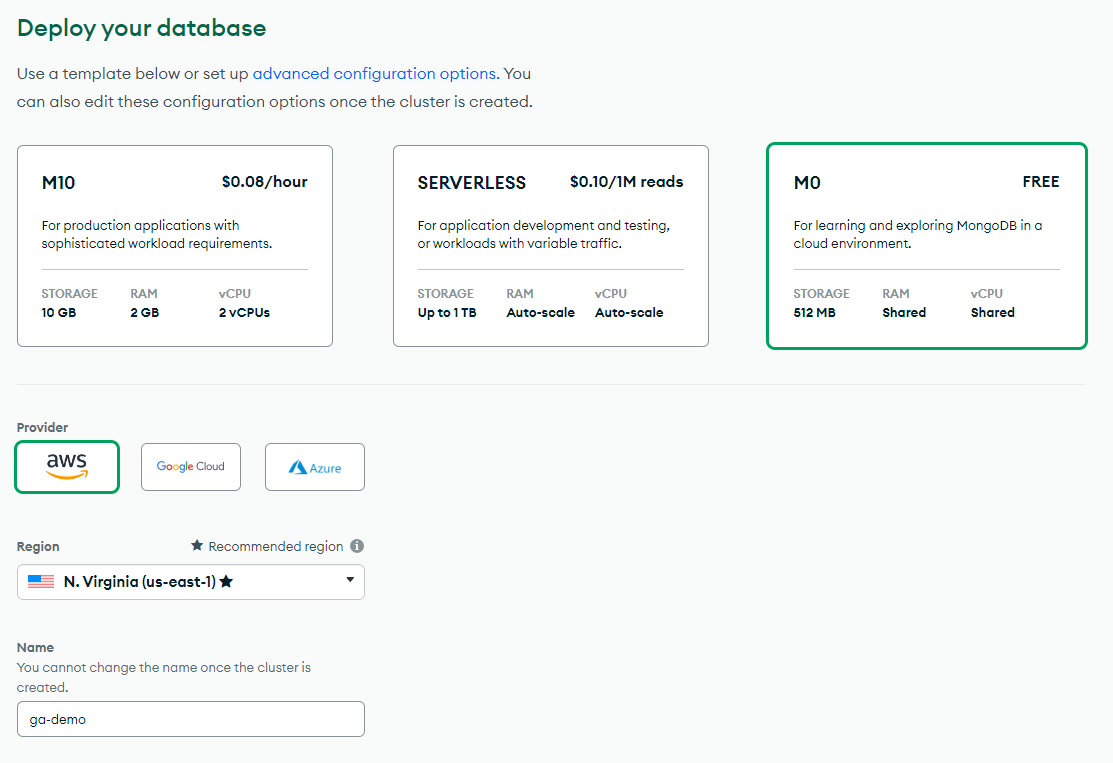 Deploy your database
Use a template below or set up advanced configuration options. You
can also edit these configuration options once the cluster is created.
M10 $0.08/hour
For production applications with
sophisticated workload requirements.
STORAGE RAM vCPU
10 GB 2 GB 2 vCPUs
SERVERLESS $0.10/1M reads
For application development and testing,
or workloads with variable traffic.
STORAGE RAM vCPU
Up to 1 TB Auto-scale Auto-scale
M0 FREE
For learning and exploring MongoDB in a
cloud environment.
STORAGE RAM vCPU
512 MB Shared Shared
Provider
aws Google Cloud Azure
Region ★ Recommended region i
N. Virginia (us-east-1) ★
Name
You cannot change the name once the cluster is
created.
ga-demo